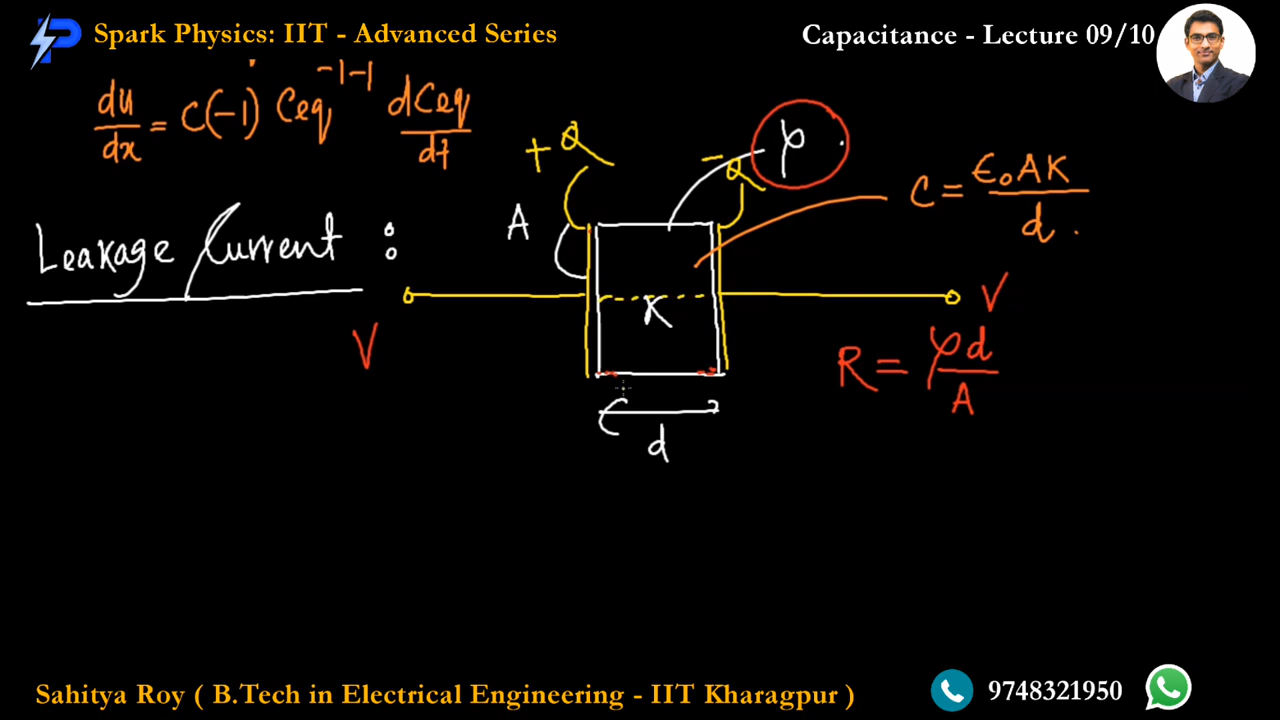 Spark Physics: IIT - Advanced Series
Capacitance - Lecture 09/10
du/dx = C(-1) Ceq^-1-1 dCeq/dt
+Q
-Q
ρ
C = ε₀AK/d.
A
Leakage Current :
K
V
V
R = ρd/A
d
Sahitya Roy ( B.Tech in Electrical Engineering - IIT Kharagpur )
9748321950